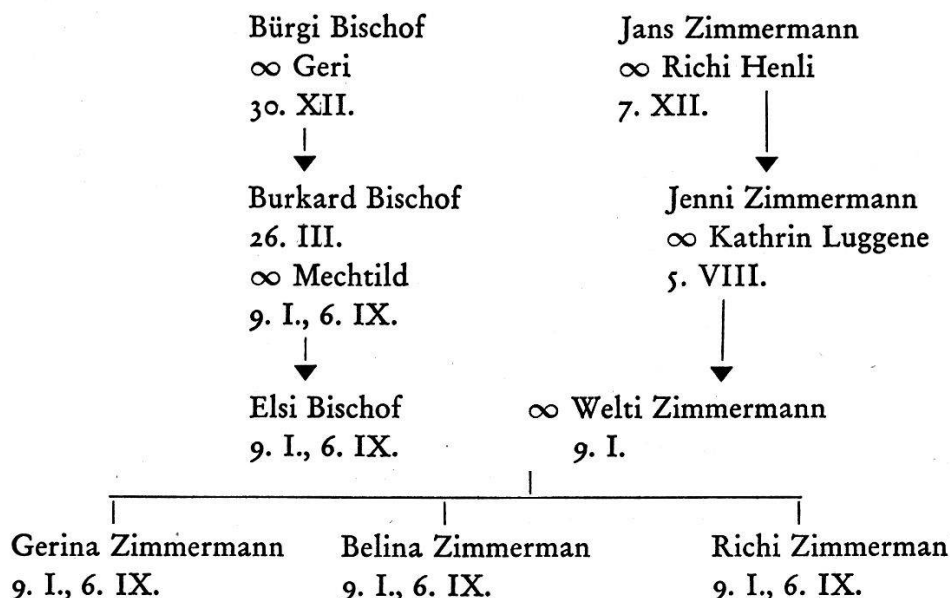 Bürgi Bischof
∞ Geri
30. XII.
Jans Zimmermann
∞ Richi Henli
7. XII.
Burkard Bischof
26. III.
∞ Mechtild
9. I., 6. IX.
Jenni Zimmermann
∞ Kathrin Luggene
5. VIII.
Elsi Bischof
9. I., 6. IX.
∞ Welti Zimmermann
9. I.
Gerina Zimmermann
9. I., 6. IX.
Belina Zimmerman
9. I., 6. IX.
Richi Zimmerman
9. I., 6. IX.